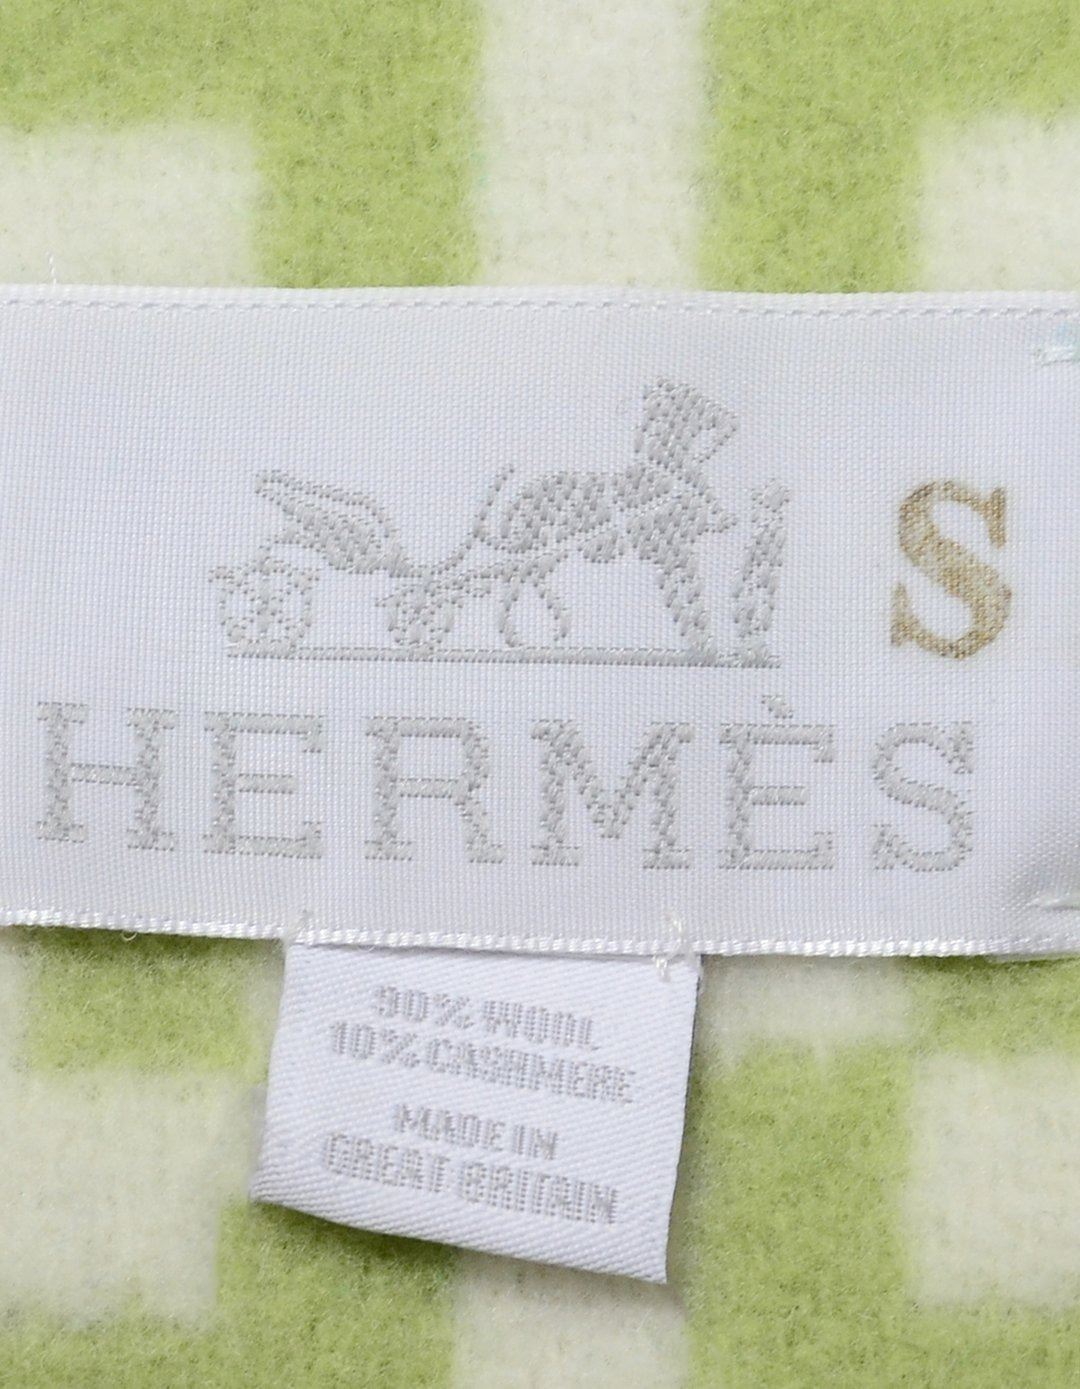 S
HERMÈS
90% WOOL
10% CASHMERE
MADE IN
GREAT BRITAIN